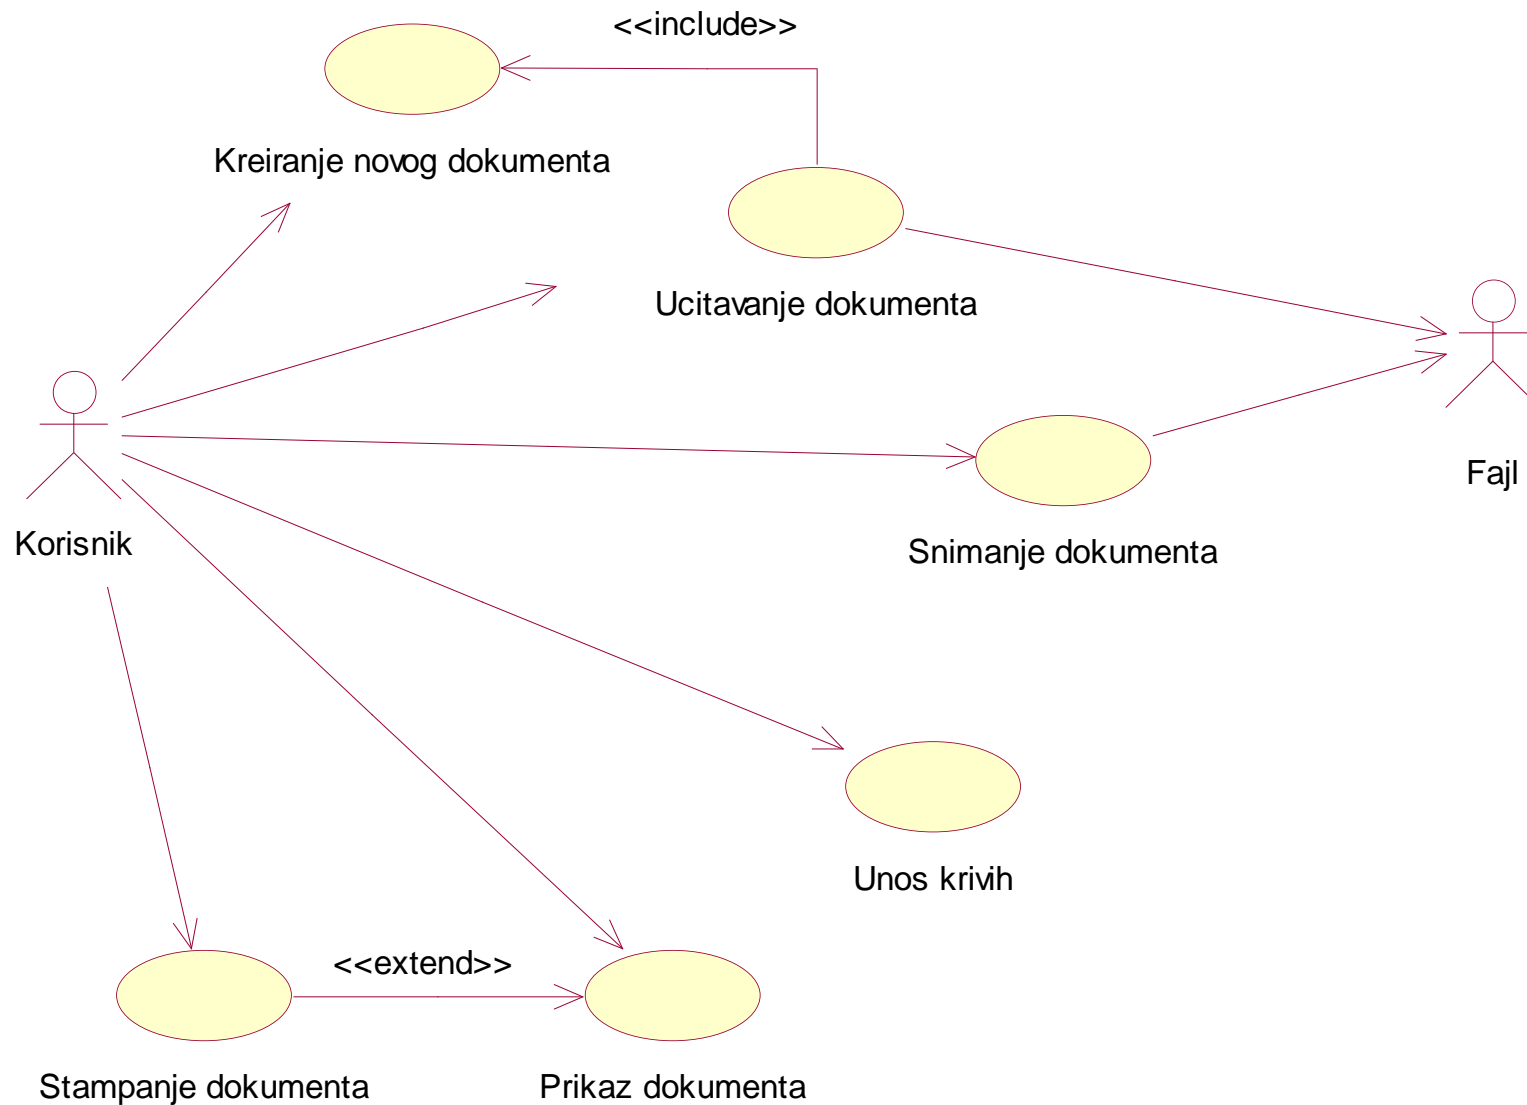 <<include>>
Kreiranje novog dokumenta
Ucitavanje dokumenta
Fajl
Korisnik
Snimanje dokumenta
Unos krivih
<<extend>>
Stampanje dokumenta
Prikaz dokumenta